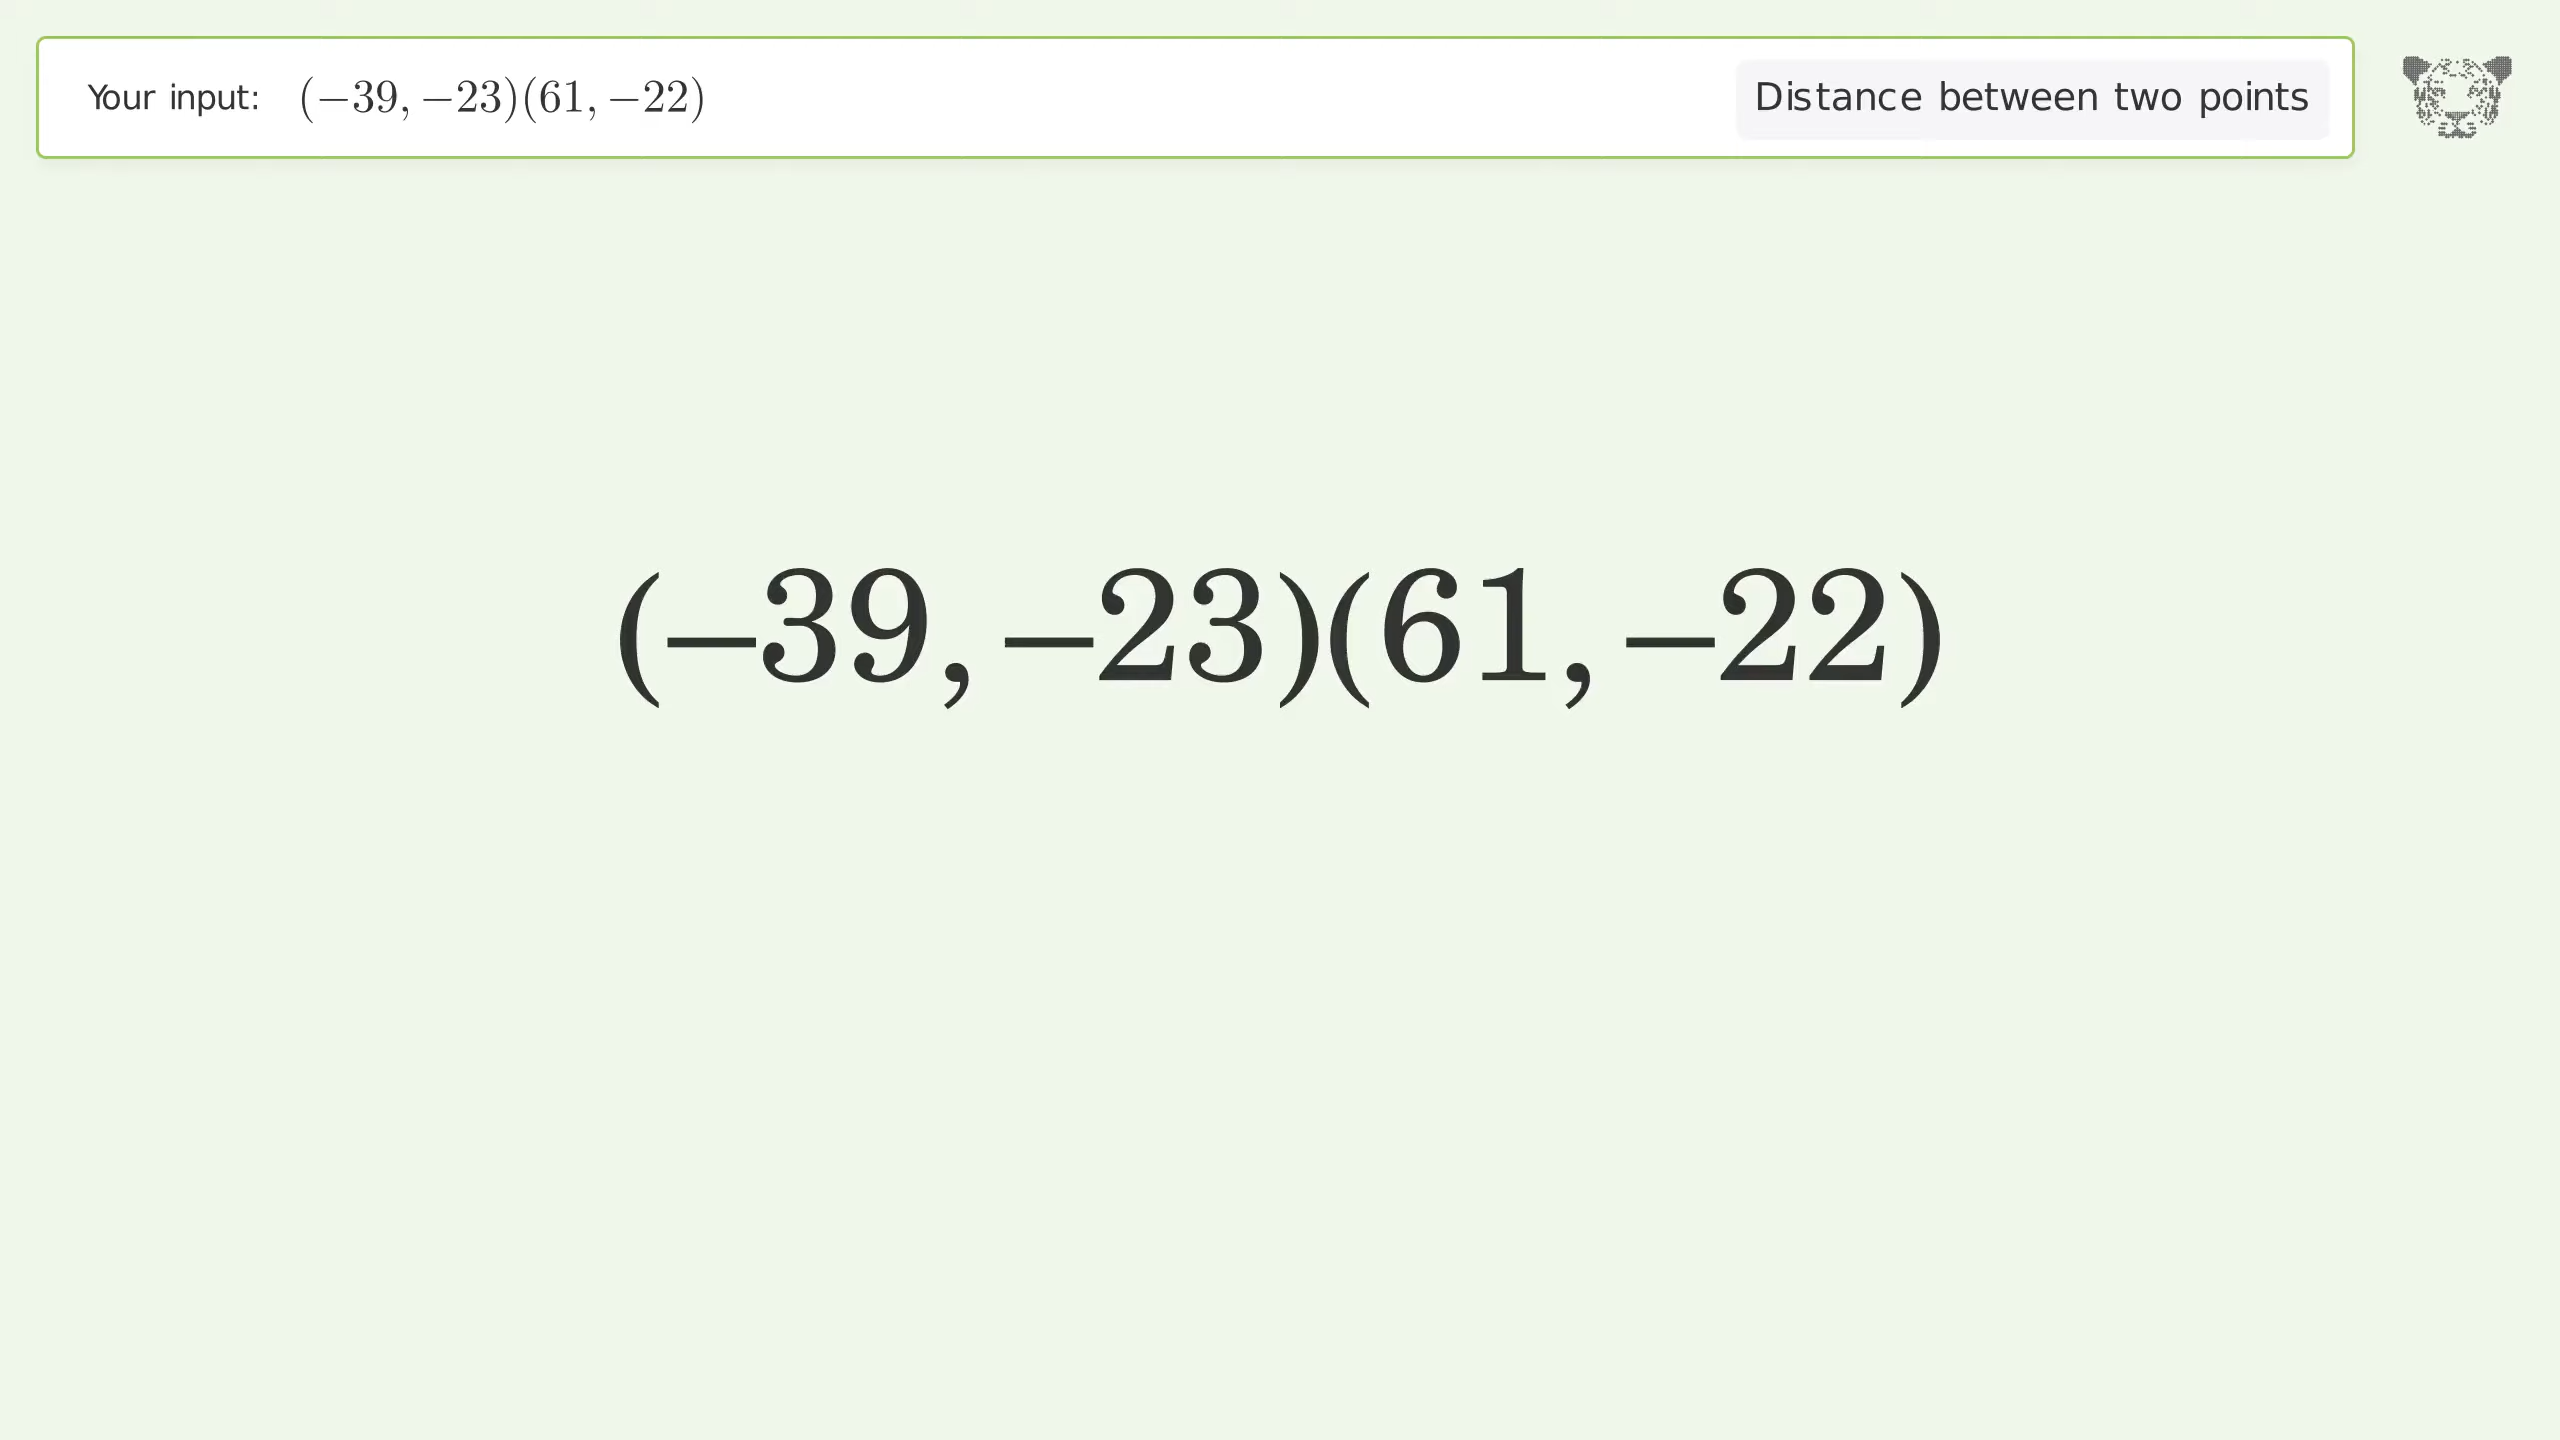 Your input: (−39, −23)(61, −22) Distance between two points
(−39, −23)(61, −22)